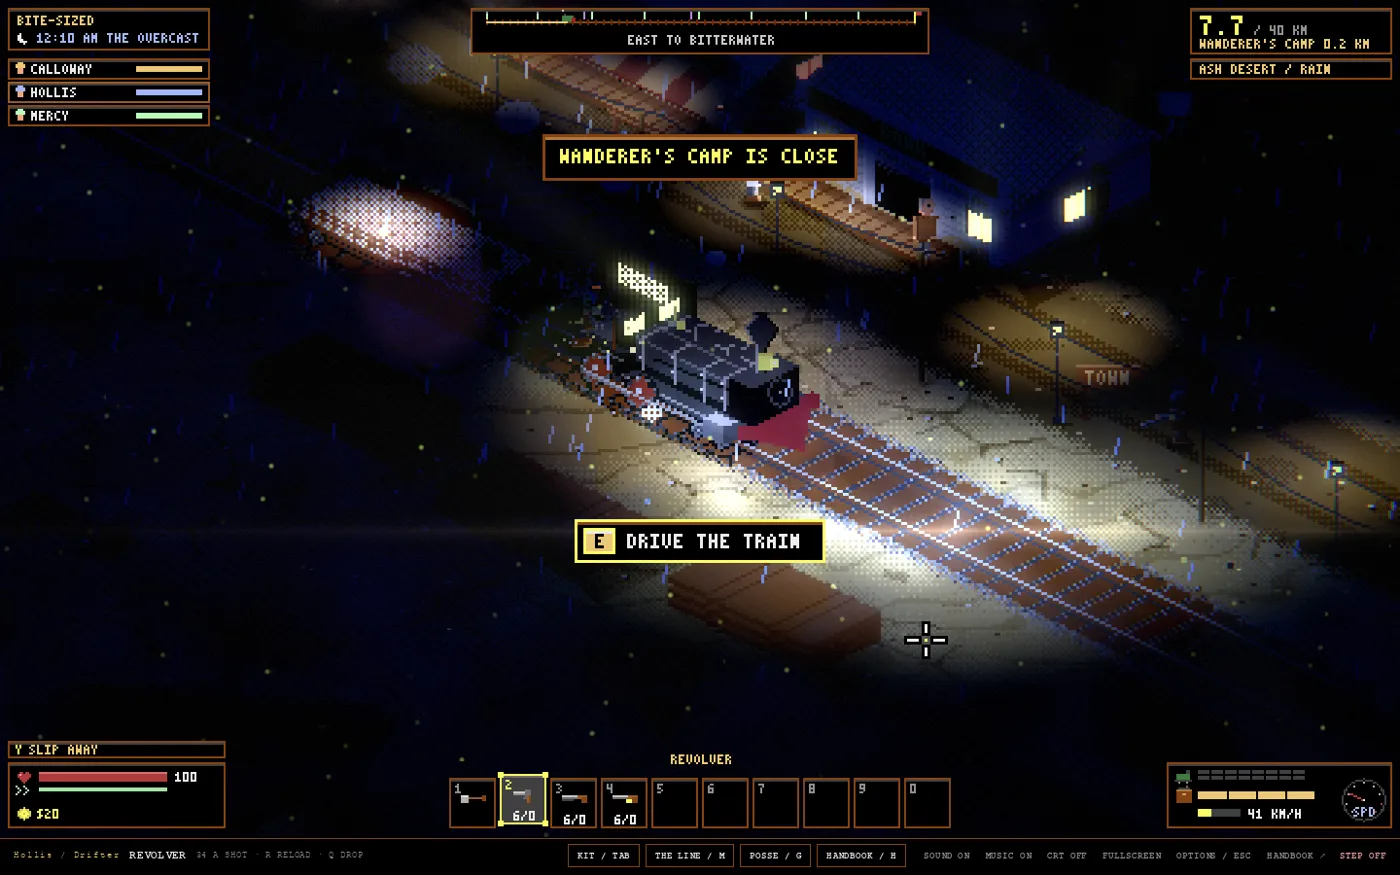 BITE-SIZED
12:10 AM THE OVERCAST
CALLOWAY
HOLLIS
MERCY
EAST TO BITTERWATER
7.7 / 40 KM
WANDERER'S CAMP 0.2 KM
ASH DESERT / RAIN
WANDERER'S CAMP IS CLOSE
TOWN
E DRIVE THE TRAIN
Y SLIP AWAY
100
$20
REVOLVER
1 2 3 4 5 6 7 8 9 0
6/0 6/0 6/0
41 KM/H
SPD
Hollis / Drifter REVOLVER 34 A SHOT · R RELOAD · Q DROP
KIT / TAB THE LINE / M POSSE / G HANDBOOK / H SOUND ON MUSIC ON CRT OFF FULLSCREEN OPTIONS / ESC HANDBOOK ↗ STEP OFF